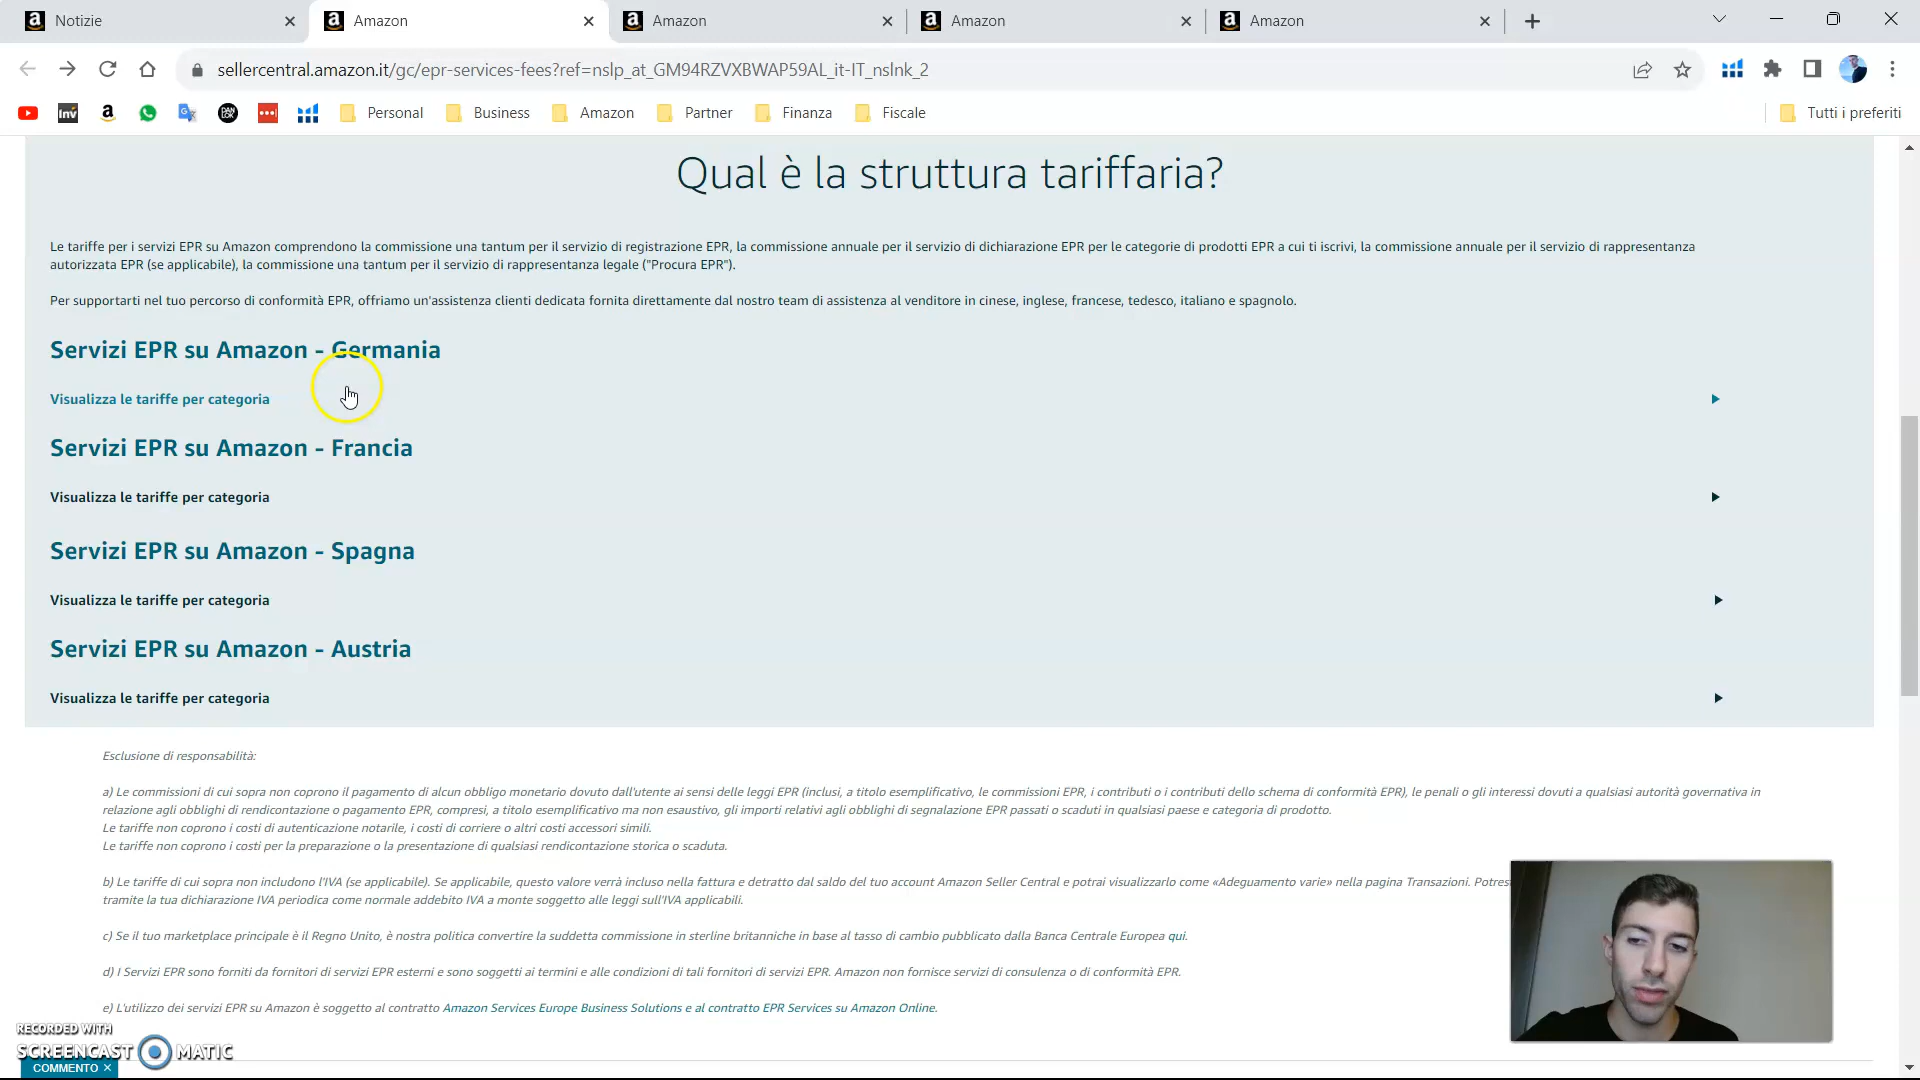 Notizie
Amazon
Amazon
Amazon
Amazon
sellercentral.amazon.it/gc/epr-services-fees?ref=nslp_at_GM94RZVXBWAP59AL_it-IT_nslnk_2
Inv
DAN LOK
Personal
Business
Amazon
Partner
Finanza
Fiscale
Tutti i preferiti
Qual è la struttura tariffaria?
Le tariffe per i servizi EPR su Amazon comprendono la commissione una tantum per il servizio di registrazione EPR, la commissione annuale per il servizio di dichiarazione EPR per le categorie di prodotti EPR a cui ti iscrivi, la commissione annuale per il servizio di rappresentanza
autorizzata EPR (se applicabile), la commissione una tantum per il servizio di rappresentanza legale ("Procura EPR").
Per supportarti nel tuo percorso di conformità EPR, offriamo un'assistenza clienti dedicata fornita direttamente dal nostro team di assistenza al venditore in cinese, inglese, francese, tedesco, italiano e spagnolo.
Servizi EPR su Amazon - Germania
Visualizza le tariffe per categoria
Servizi EPR su Amazon - Francia
Visualizza le tariffe per categoria
Servizi EPR su Amazon - Spagna
Visualizza le tariffe per categoria
Servizi EPR su Amazon - Austria
Visualizza le tariffe per categoria
Esclusione di responsabilità:
a) Le commissioni di cui sopra non coprono il pagamento di alcun obbligo monetario dovuto dall'utente ai sensi delle leggi EPR (inclusi, a titolo esemplificativo, le commissioni EPR, i contributi o i contributi dello schema di conformità EPR), le penali o gli interessi dovuti a qualsiasi autorità governativa in
relazione agli obblighi di rendicontazione o pagamento EPR, compresi, a titolo esemplificativo ma non esaustivo, gli importi relativi agli obblighi di segnalazione EPR passati o scaduti in qualsiasi paese e categoria di prodotto.
Le tariffe non coprono i costi di autenticazione notarile, i costi di corriere o altri costi accessori simili.
Le tariffe non coprono i costi per la preparazione o la presentazione di qualsiasi rendicontazione storica o scaduta.
b) Le tariffe di cui sopra non includono l'IVA (se applicabile). Se applicabile, questo valore verrà incluso nella fattura e detratto dal saldo del tuo account Amazon Seller Central e potrai visualizzarlo come «Adeguamento varie» nella pagina Transazioni. Potres
tramite la tua dichiarazione IVA periodica come normale addebito IVA a monte soggetto alle leggi sull'IVA applicabili.
c) Se il tuo marketplace principale è il Regno Unito, è nostra politica convertire la suddetta commissione in sterline britanniche in base al tasso di cambio pubblicato dalla Banca Centrale Europea qui.
d) I Servizi EPR sono forniti da fornitori di servizi EPR esterni e sono soggetti ai termini e alle condizioni di tali fornitori di servizi EPR. Amazon non fornisce servizi di consulenza o di conformità EPR.
e) L'utilizzo dei servizi EPR su Amazon è soggetto al contratto Amazon Services Europe Business Solutions e al contratto EPR Services su Amazon Online.
RECORDED WITH
SCREENCAST MATIC
COMMENTO ×